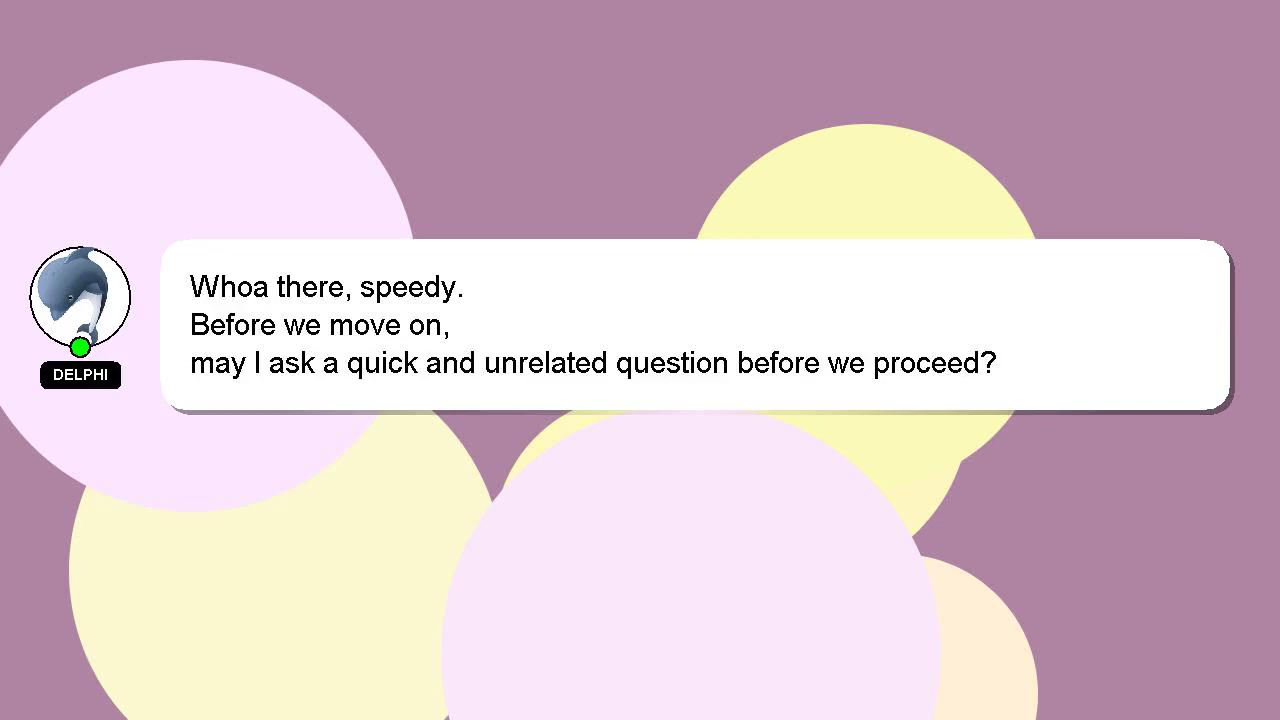 Whoa there, speedy.
Before we move on,
may I ask a quick and unrelated question before we proceed?
DELPHI